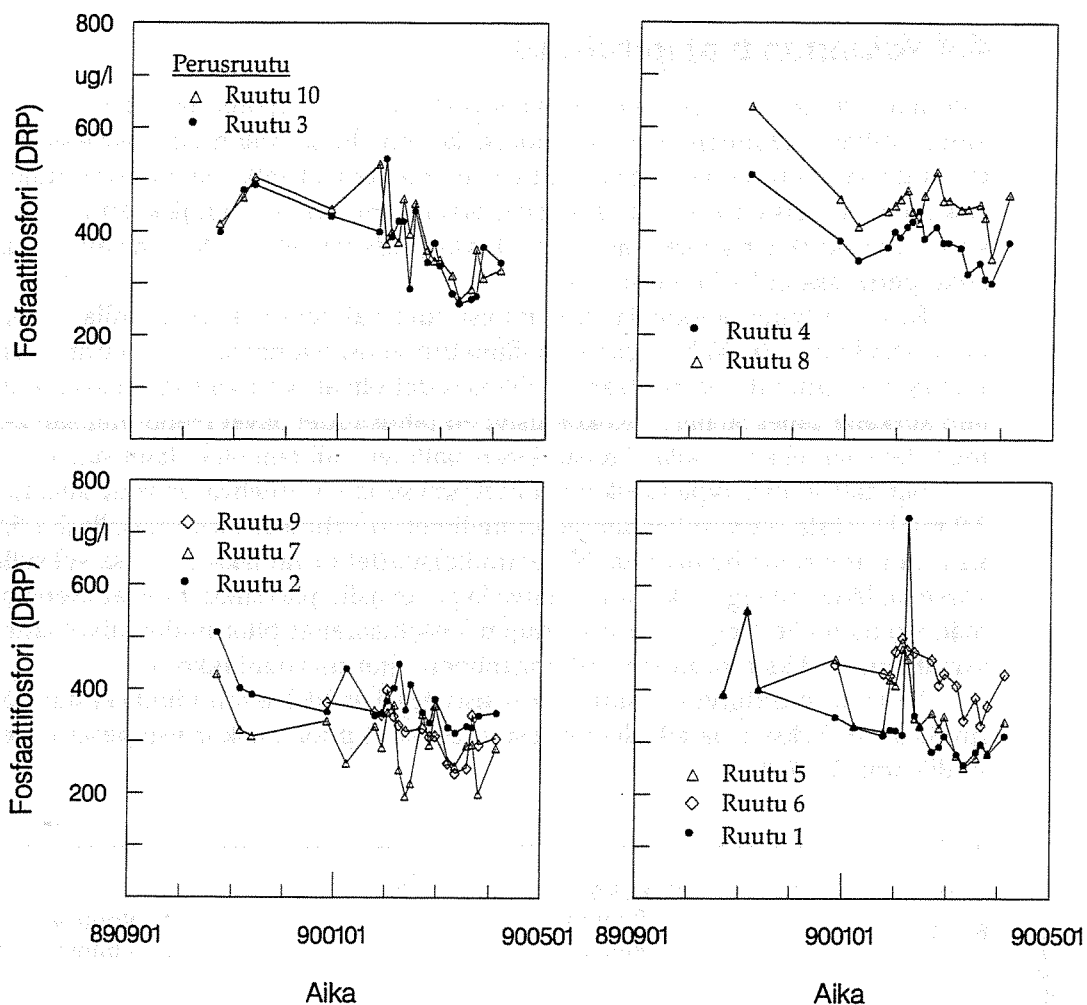 800
ug/l
600
400
200
Fosfaattifosfori (DRP)
Perusruutu
Ruutu 10
Ruutu 3
Ruutu 4
Ruutu 8
800
ug/l
600
400
200
Fosfaattifosfori (DRP)
Ruutu 9
Ruutu 7
Ruutu 2
Ruutu 5
Ruutu 6
Ruutu 1
890901
900101
900501
890901
900101
900501
Aika
Aika